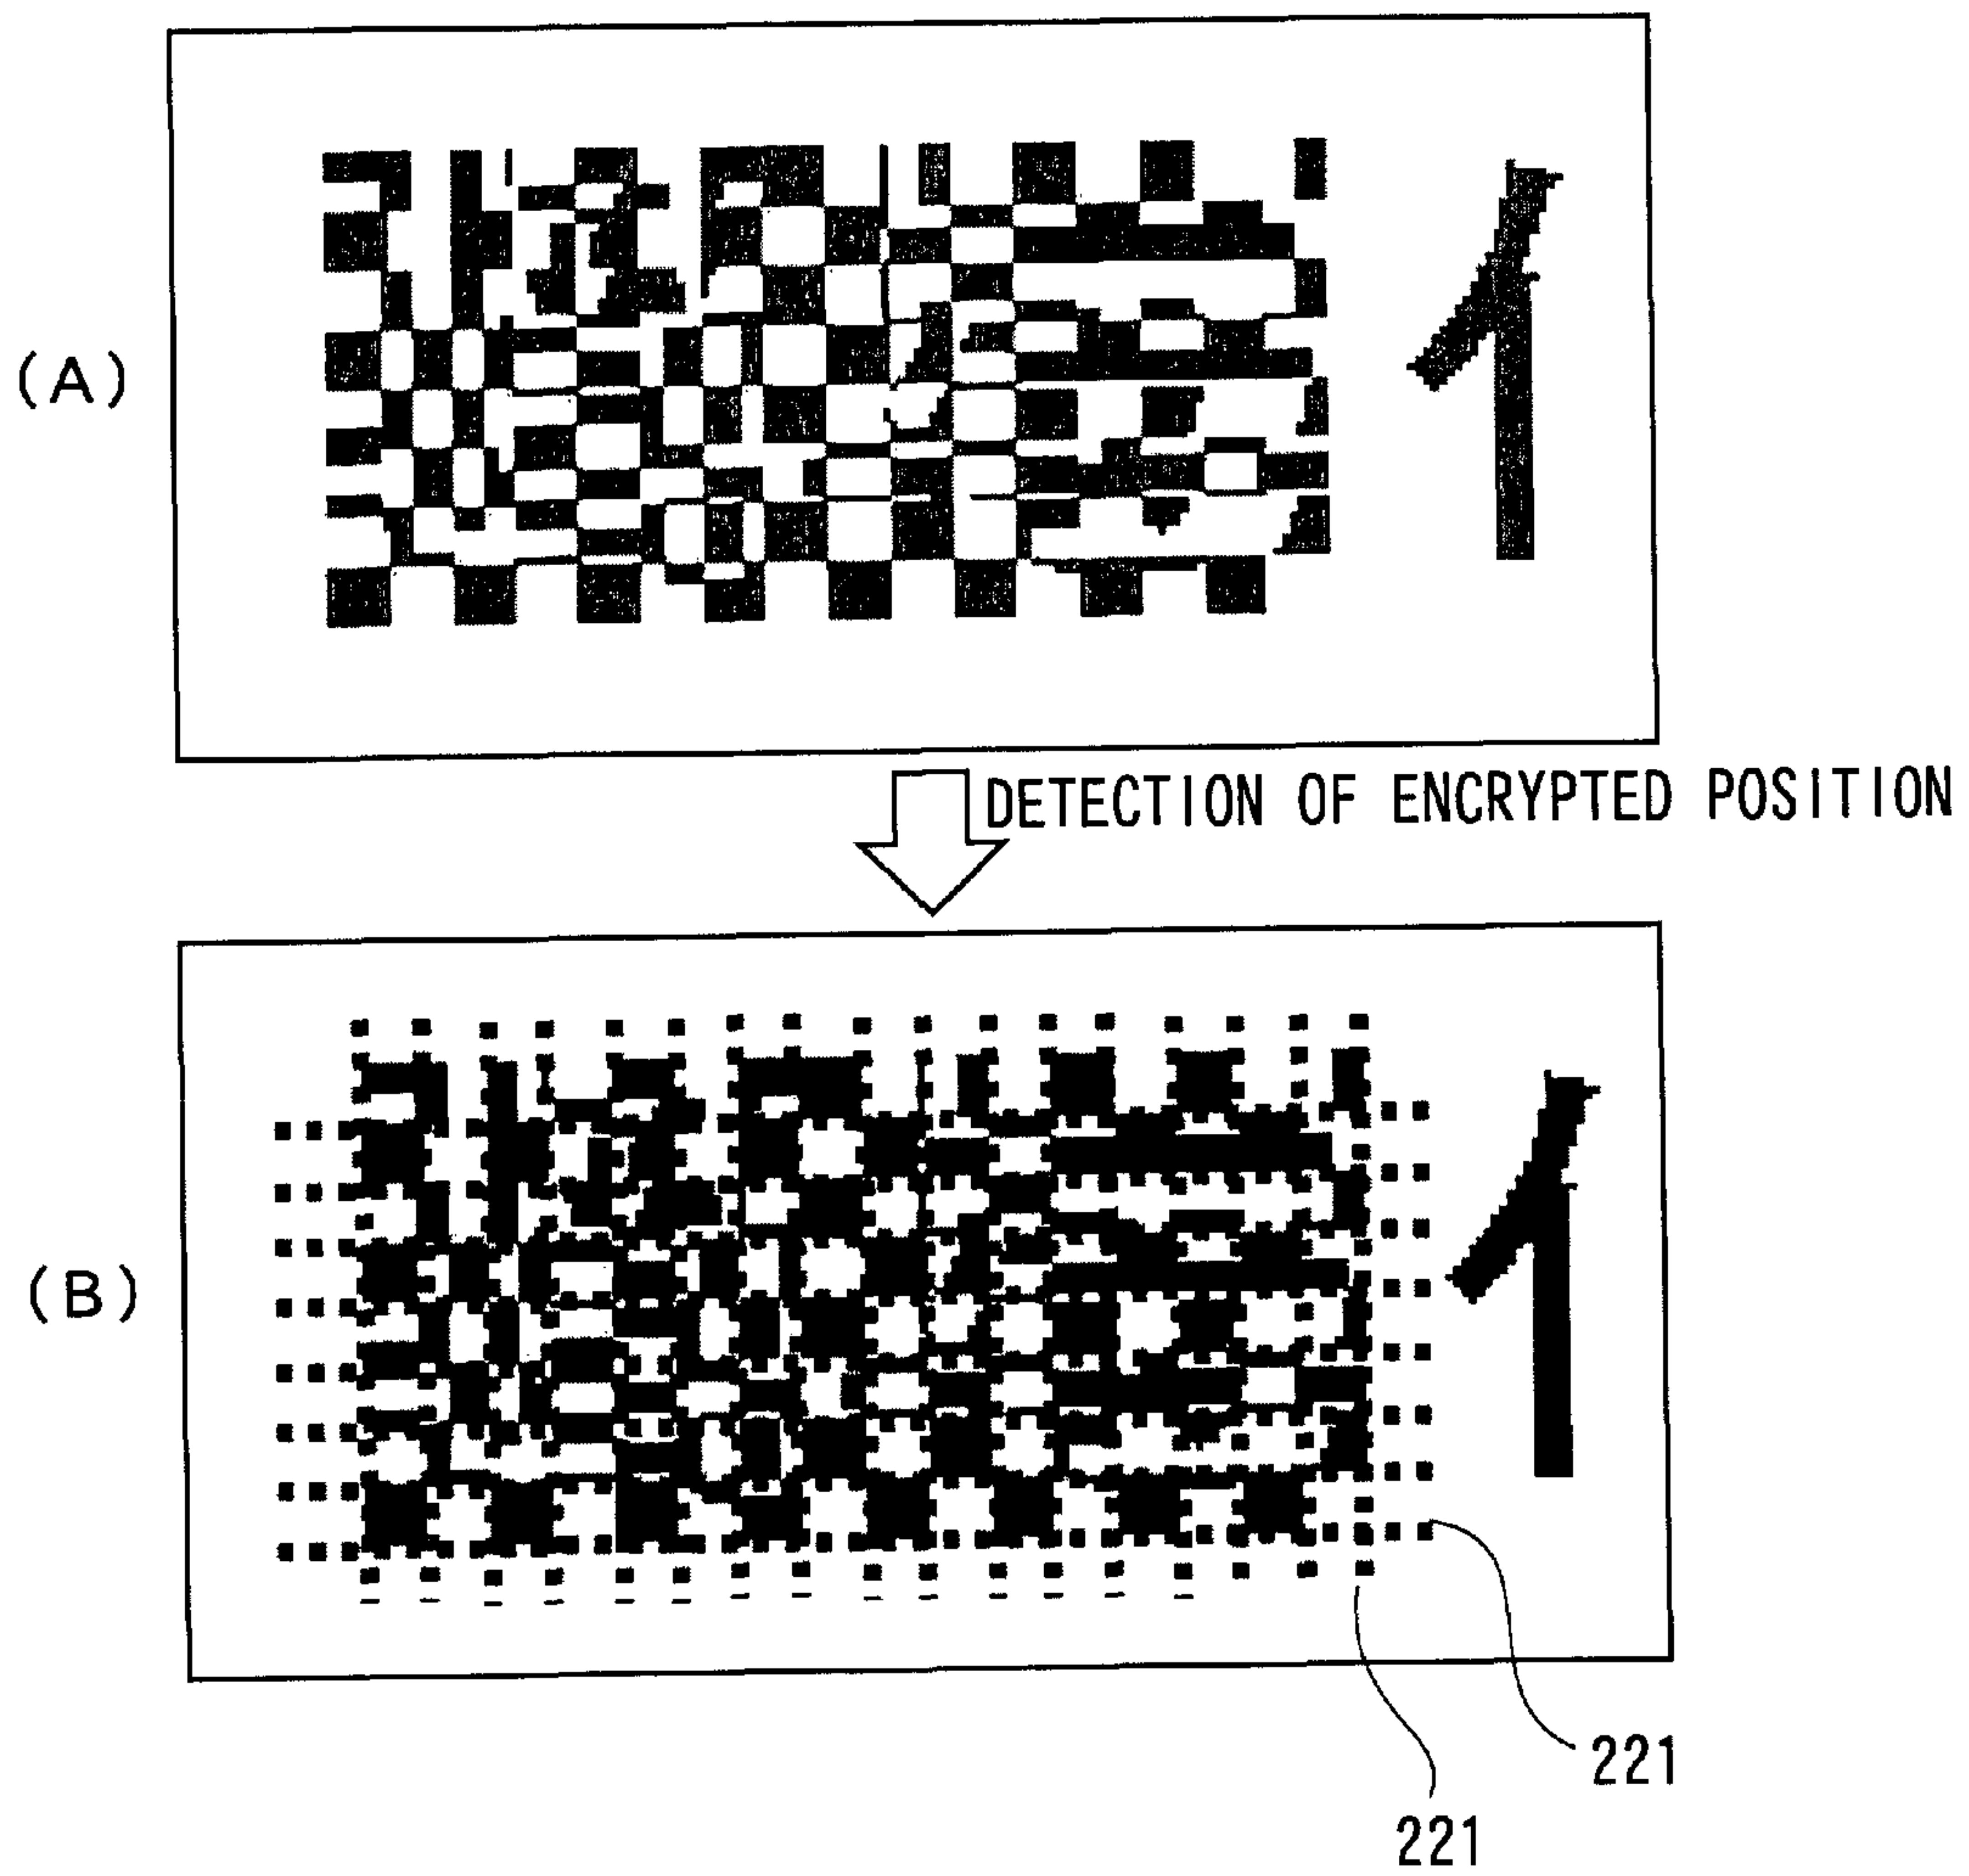 (A)
1
DETECTION OF ENCRYPTED POSITION
(B)
1
221
221